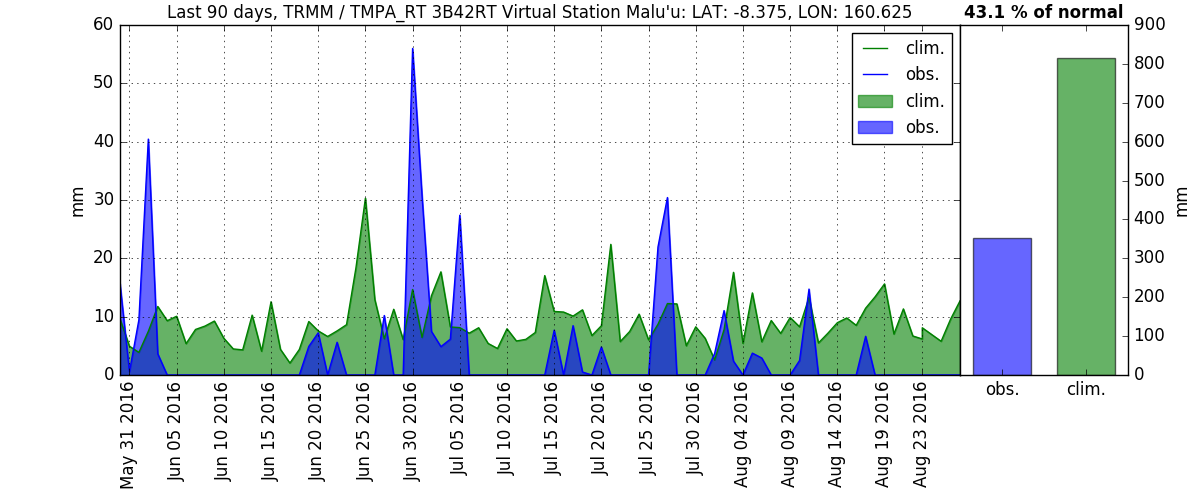 Last 90 days, TRMM / TMPA_RT 3B42RT Virtual Station Malu'u: LAT: -8.375, LON: 160.625
43.1 % of normal
60
50
40
30
20
10
0
mm
clim.
obs.
clim.
obs.
900
800
700
600
500
400
300
200
100
0
mm
May 31 2016
Jun 05 2016
Jun 10 2016
Jun 15 2016
Jun 20 2016
Jun 25 2016
Jun 30 2016
Jul 05 2016
Jul 10 2016
Jul 15 2016
Jul 20 2016
Jul 25 2016
Jul 30 2016
Aug 04 2016
Aug 09 2016
Aug 14 2016
Aug 19 2016
Aug 23 2016
obs.
clim.